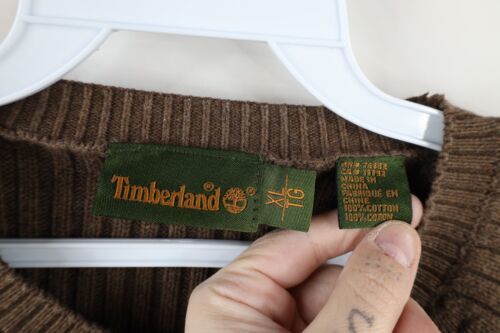 Timberland®
XL
TG
MADE IN
CHINA
FABRIQUÉ EN
CHINE
100% COTTON
100% COTON